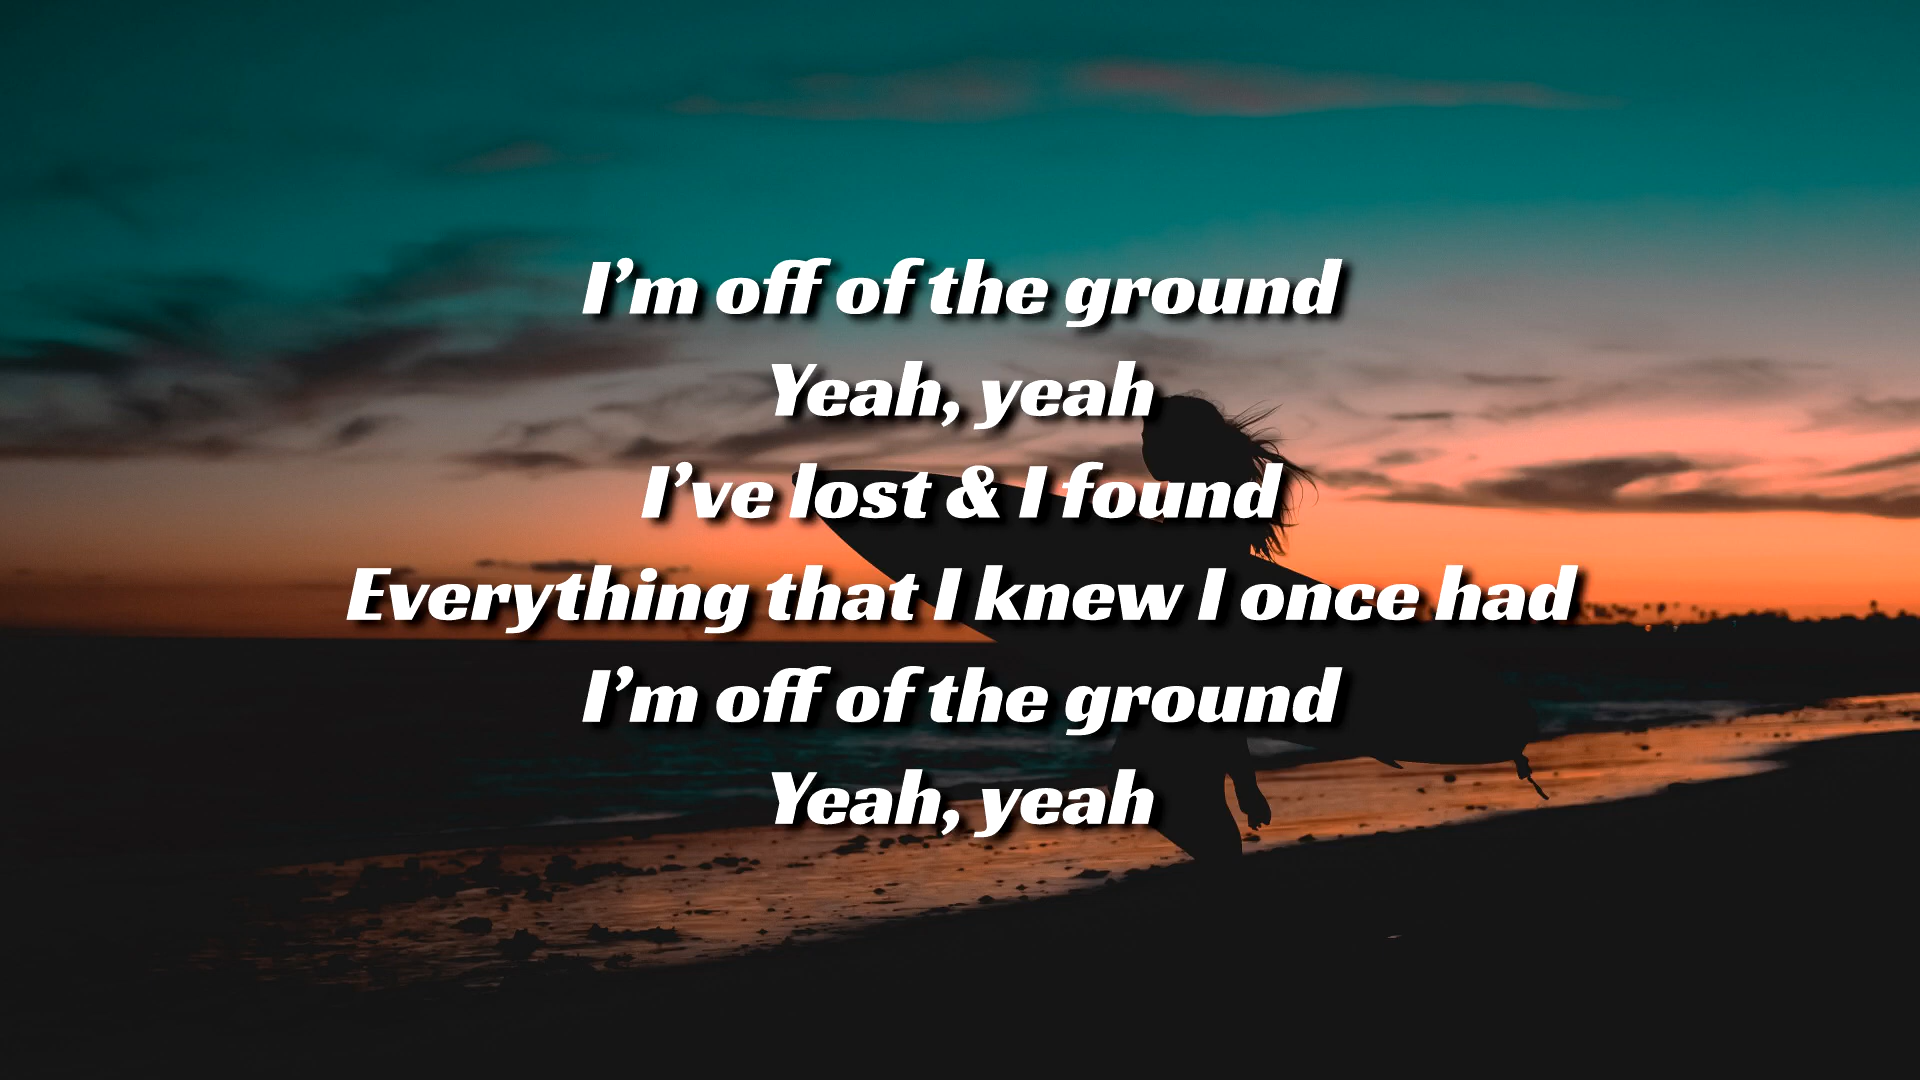 I’m off of the ground
Yeah, yeah
I’ve lost & I found
Everything that I knew I once had
I’m off of the ground
Yeah, yeah